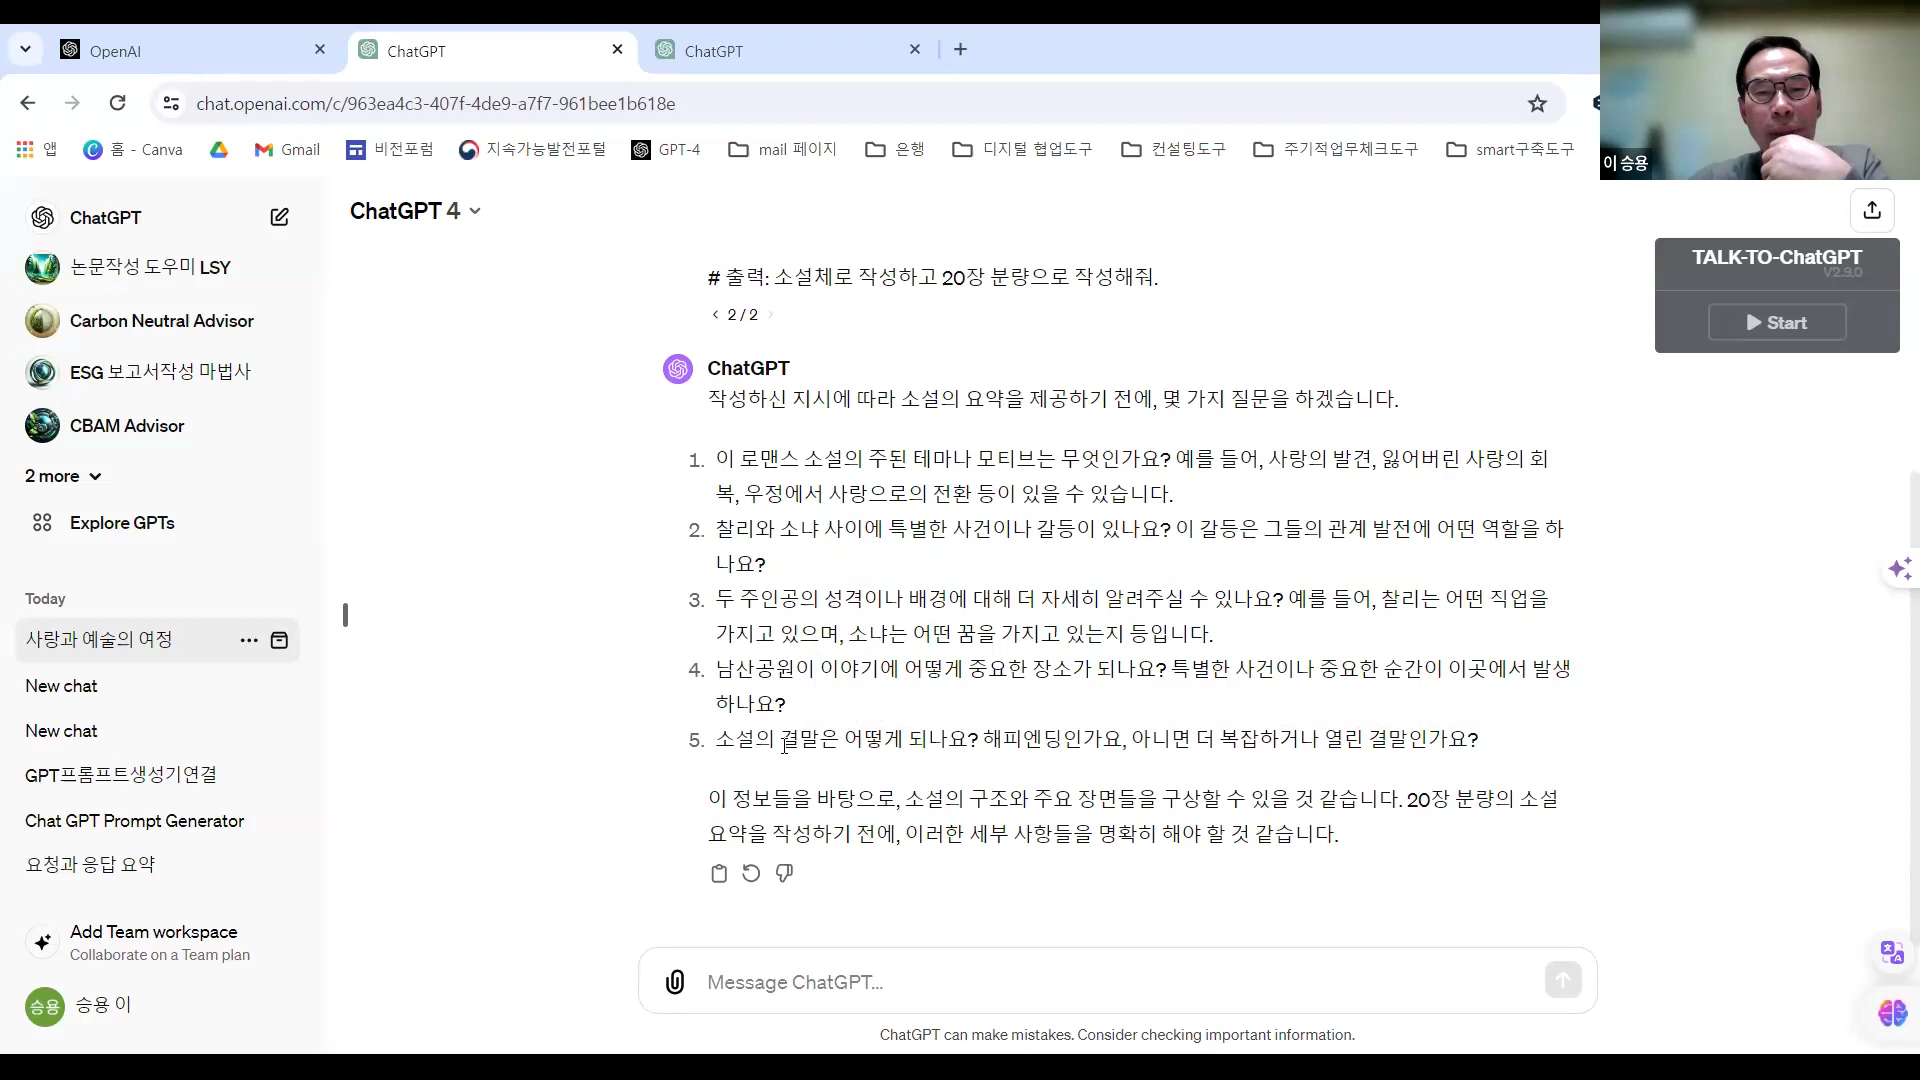 OpenAI
ChatGPT
ChatGPT
chat.openai.com/c/963ea4c3-407f-4de9-a7f7-961bee1b618e
앱
홈 - Canva
Gmail
비전포럼
지속가능발전포털
GPT-4
mail 페이지
은행
디지털 협업도구
컨설팅도구
주기적업무체크도구
smart구축도구
이 승용
ChatGPT
논문작성 도우미 LSY
Carbon Neutral Advisor
ESG 보고서작성 마법사
CBAM Advisor
2 more
Explore GPTs
Today
사랑과 예술의 여정
New chat
New chat
GPT프롬프트생성기연결
Chat GPT Prompt Generator
요청과 응답 요약
Add Team workspace
Collaborate on a Team plan
승용
승용 이
ChatGPT 4
TALK-TO-ChatGPT
V2.9.0
Start
# 출력: 소설체로 작성하고 20장 분량으로 작성해줘.
2 / 2
ChatGPT
작성하신 지시에 따라 소설의 요약을 제공하기 전에, 몇 가지 질문을 하겠습니다.
1. 이 로맨스 소설의 주된 테마나 모티브는 무엇인가요? 예를 들어, 사랑의 발견, 잃어버린 사랑의 회
복, 우정에서 사랑으로의 전환 등이 있을 수 있습니다.
2. 찰리와 소냐 사이에 특별한 사건이나 갈등이 있나요? 이 갈등은 그들의 관계 발전에 어떤 역할을 하
나요?
3. 두 주인공의 성격이나 배경에 대해 더 자세히 알려주실 수 있나요? 예를 들어, 찰리는 어떤 직업을
가지고 있으며, 소냐는 어떤 꿈을 가지고 있는지 등입니다.
4. 남산공원이 이야기에 어떻게 중요한 장소가 되나요? 특별한 사건이나 중요한 순간이 이곳에서 발생
하나요?
5. 소설의 결말은 어떻게 되나요? 해피엔딩인가요, 아니면 더 복잡하거나 열린 결말인가요?
이 정보들을 바탕으로, 소설의 구조와 주요 장면들을 구상할 수 있을 것 같습니다. 20장 분량의 소설
요약을 작성하기 전에, 이러한 세부 사항들을 명확히 해야 할 것 같습니다.
Message ChatGPT...
ChatGPT can make mistakes. Consider checking important information.